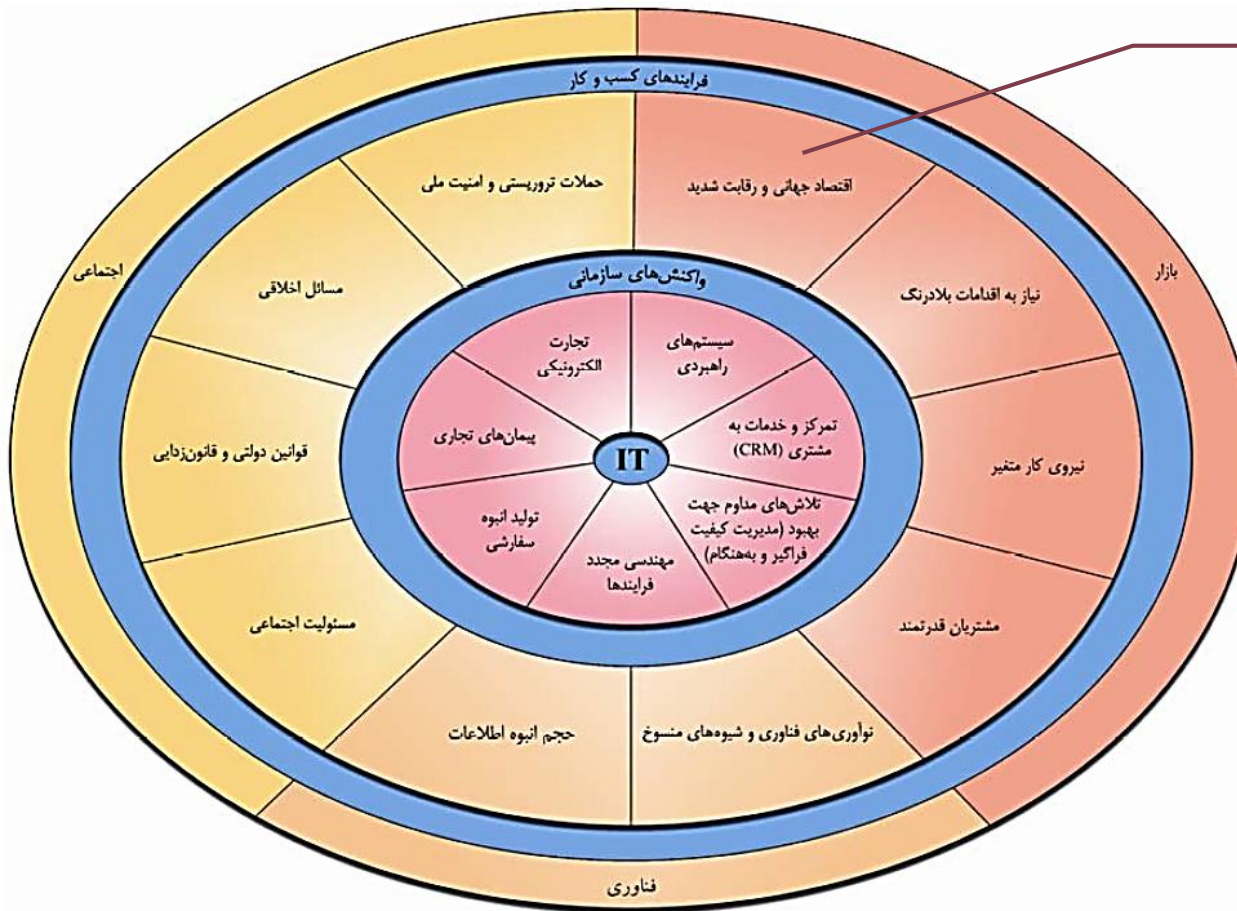 فرایندهای کسب و کار
حملات تروریستی و امنیت ملی
اقتصاد جهانی و رقابت شدید
اجتماعی
بازار
مسائل اخلاقی
نیاز به اقدامات بلادرنگ
واکنش‌های سازمانی
تجارت
الکترونیکی
سیستم‌های
راهبردی
پیمان‌های تجاری
تمرکز و خدمات به
مشتری (CRM)
IT
قوانین دولتی و قانون‌زدایی
نیروی کار متغیر
تولید انبوه
سفارشی
تلاش‌های مداوم جهت
بهبود (مدیریت کیفیت
فراگیر و به‌هنگام)
مهندسی مجدد
فرایندها
مسئولیت اجتماعی
مشتریان قدرتمند
حجم انبوه اطلاعات
نوآوری‌های فناوری و شیوه‌های منسوخ
فناوری